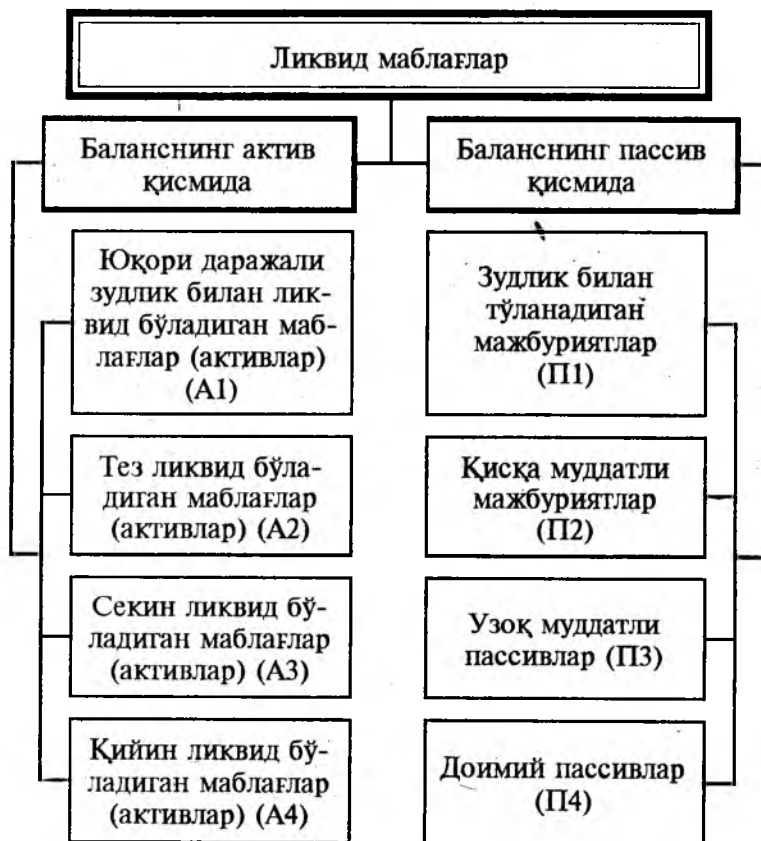 Ликвид маблағлар
Баланснинг актив
қисмида
Баланснинг пассив
қисмида
Юқори даражали
зудлик билан лик-
вид бўладиган маб-
лағлар (активлар)
(А1)
Тез ликвид бўла-
диган маблағлар
(активлар) (А2)
Секин ликвид бў-
ладиган маблағлар
(активлар) (А3)
Қийин ликвид бў-
ладиган маблағлар
(активлар) (А4)
Зудлик билан
тўланадиган
мажбуриятлар
(П1)
Қисқа муддатли
мажбуриятлар
(П2)
Узоқ муддатли
пассивлар (П3)
Доимий пассивлар
(П4)